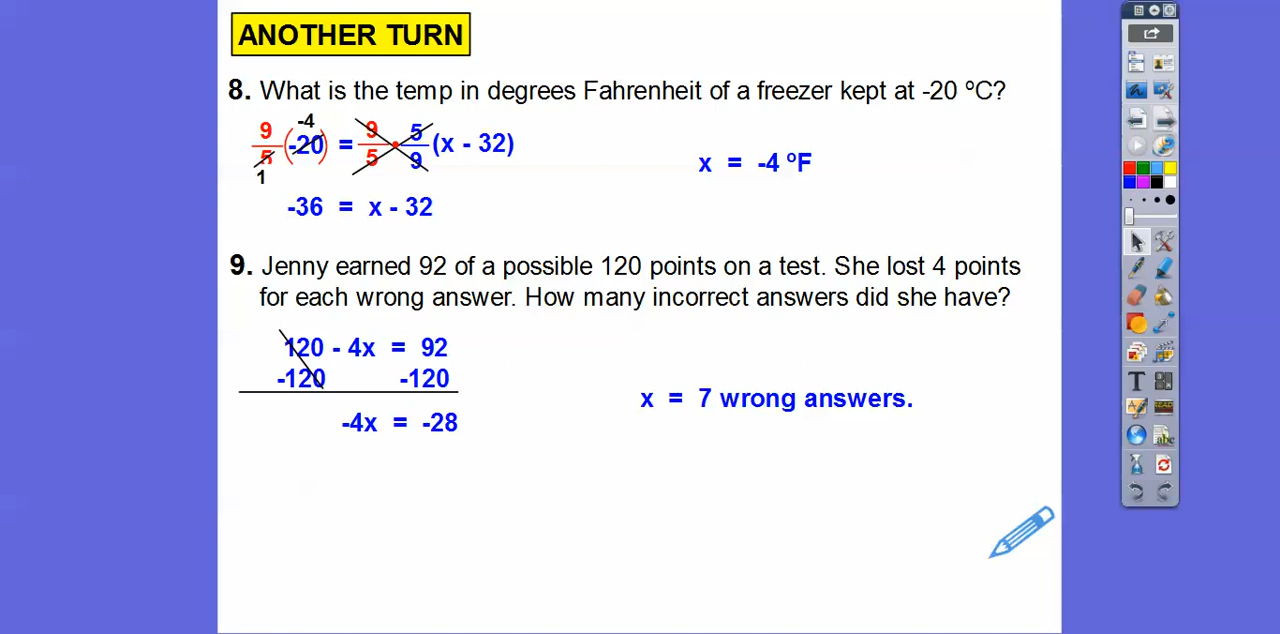 ANOTHER TURN
8. What is the temp in degrees Fahrenheit of a freezer kept at -20 ºC?
-4
9/5 (-20) = 9/5 • 5/9 (x - 32)
1
x = -4 ºF
-36 = x - 32
9. Jenny earned 92 of a possible 120 points on a test. She lost 4 points
for each wrong answer. How many incorrect answers did she have?
120 - 4x = 92
-120 -120
x = 7 wrong answers.
-4x = -28
T
abc